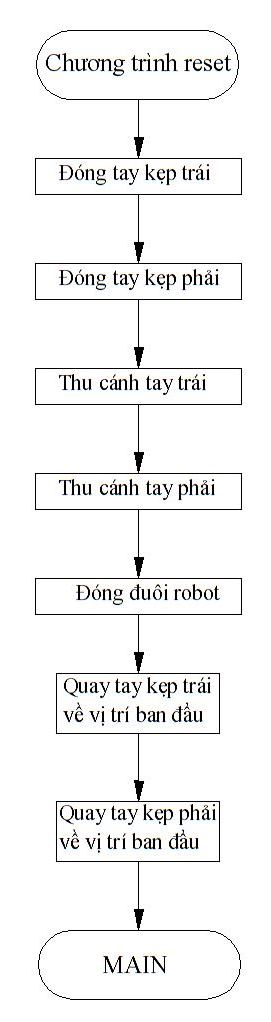 Chương trình reset
Đóng tay kẹp trái
Đóng tay kẹp phải
Thu cánh tay trái
Thu cánh tay phải
Đóng đuôi robot
Quay tay kẹp trái
về vị trí ban đầu
Quay tay kẹp phải
về vị trí ban đầu
MAIN